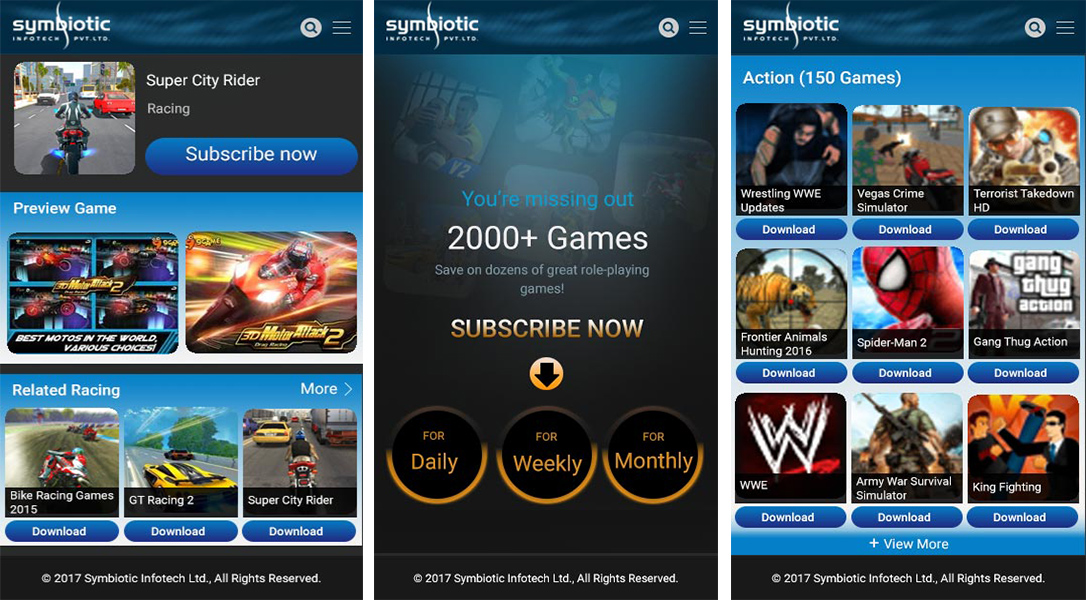 symbiotic
INFOTECH PVT.LTD.
Super City Rider
Racing
Subscribe now
Preview Game
3D MotorAttack 2
BEST MOTOS IN THE WORLD,
VARIOUS CHOICES!
3D MotorAttack 2
Drag Racing
Related Racing
More >
Bike Racing Games
2015
GT Racing 2
Super City Rider
Download
Download
Download
© 2017 Symbiotic Infotech Ltd., All Rights Reserved.
symbiotic
INFOTECH PVT.LTD.
Y2
You're missing out
2000+ Games
Save on dozens of great role-playing
games!
SUBSCRIBE NOW
FOR
Daily
FOR
Weekly
FOR
Monthly
© 2017 Symbiotic Infotech Ltd., All Rights Reserved.
symbiotic
INFOTECH PVT.LTD.
Action (150 Games)
Wrestling WWE
Updates
Vegas Crime
Simulator
Terrorist Takedown
HD
Download
Download
Download
Frontier Animals
Hunting 2016
Spider-Man 2
gang
thug
action
Gang Thug Action
Download
Download
Download
WWE
Army War Survival
Simulator
King Fighting
Download
Download
Download
+ View More
© 2017 Symbiotic Infotech Ltd., All Rights Reserved.